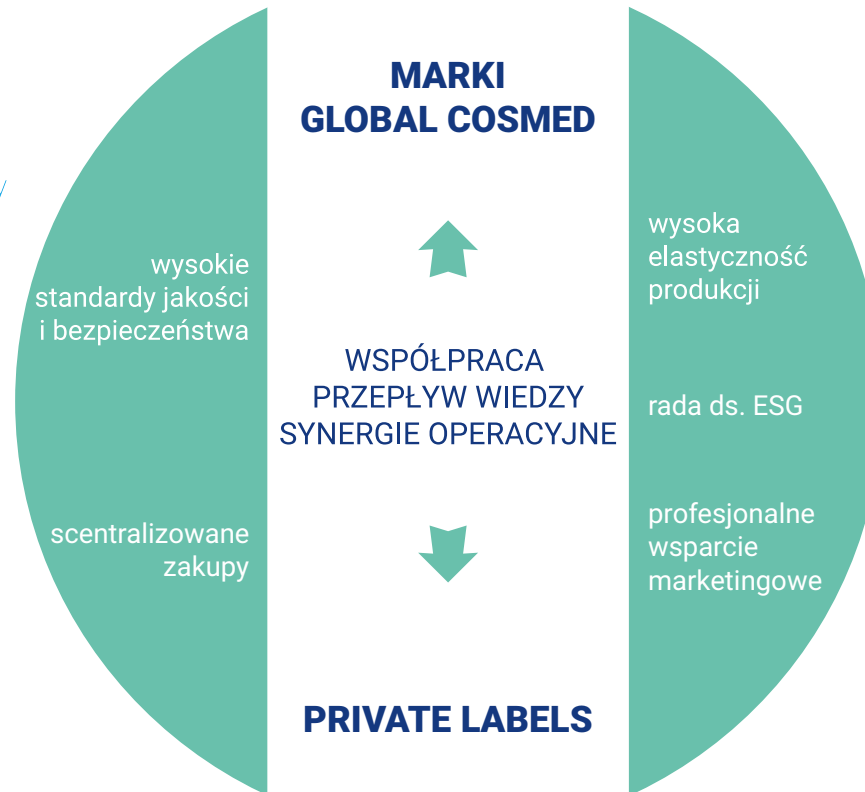 MARKI
GLOBAL COSMED
wysokie
standardy jakości
i bezpieczeństwa
scentralizowane
zakupy
WSPÓŁPRACA
PRZEPŁYW WIEDZY
SYNERGIE OPERACYJNE
wysoka
elastyczność
produkcji
rada ds. ESG
profesjonalne
wsparcie
marketingowe
PRIVATE LABELS